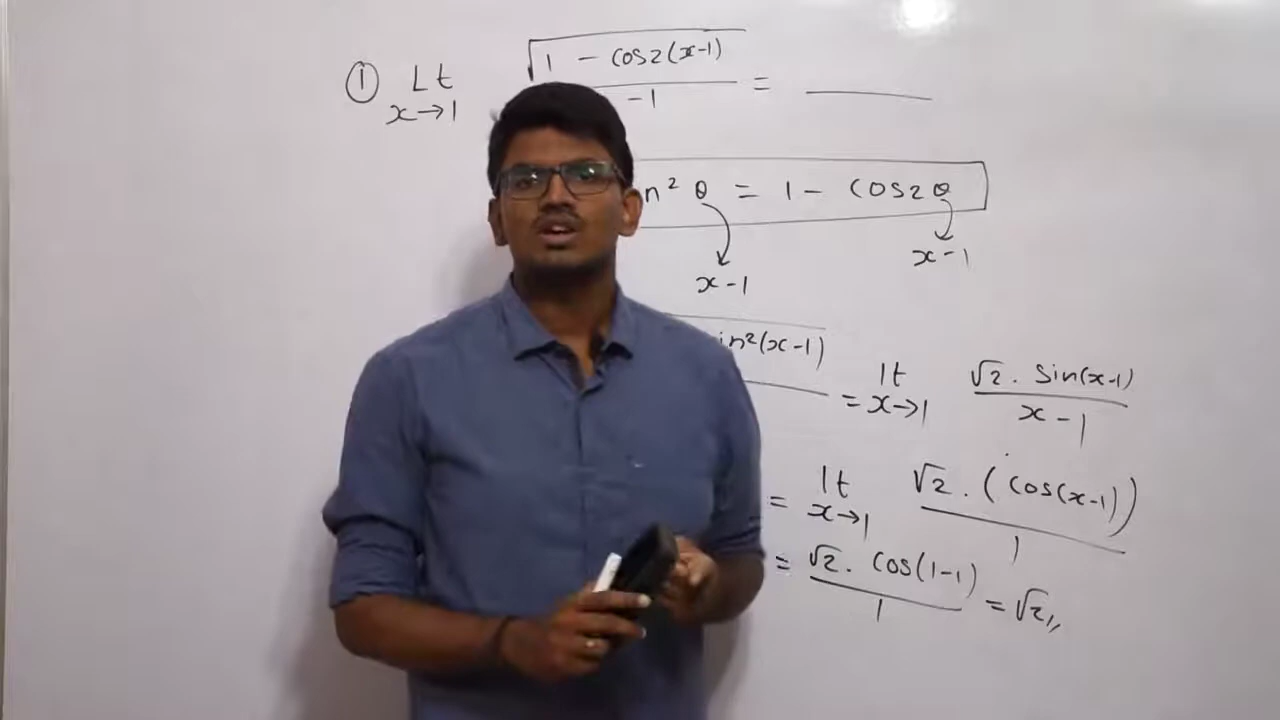 ① Lt x→1 √1 - cos2(x-1) / -1 = ____
n² θ = 1 - cos2θ
x-1
x-1
in²(x-1) = lt x→1 √2 . sin(x-1) / x-1
= lt x→1 √2 . (cos(x-1)) / 1
= √2 . cos(1-1) / 1 = √2,,